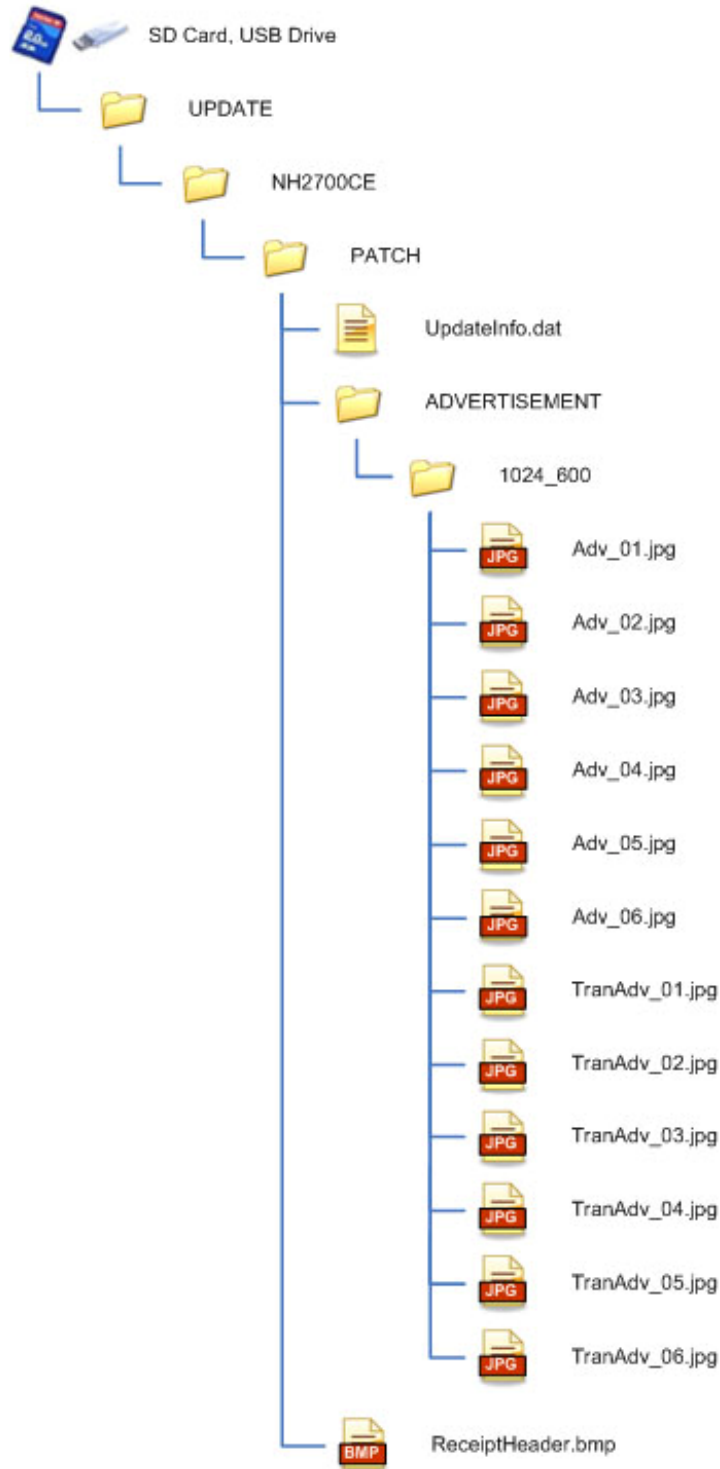 SD Card, USB Drive
UPDATE
NH2700CE
PATCH
UpdateInfo.dat
ADVERTISEMENT
1024_600
JPG Adv_01.jpg
JPG Adv_02.jpg
JPG Adv_03.jpg
JPG Adv_04.jpg
JPG Adv_05.jpg
JPG Adv_06.jpg
JPG TranAdv_01.jpg
JPG TranAdv_02.jpg
JPG TranAdv_03.jpg
JPG TranAdv_04.jpg
JPG TranAdv_05.jpg
JPG TranAdv_06.jpg
BMP ReceiptHeader.bmp